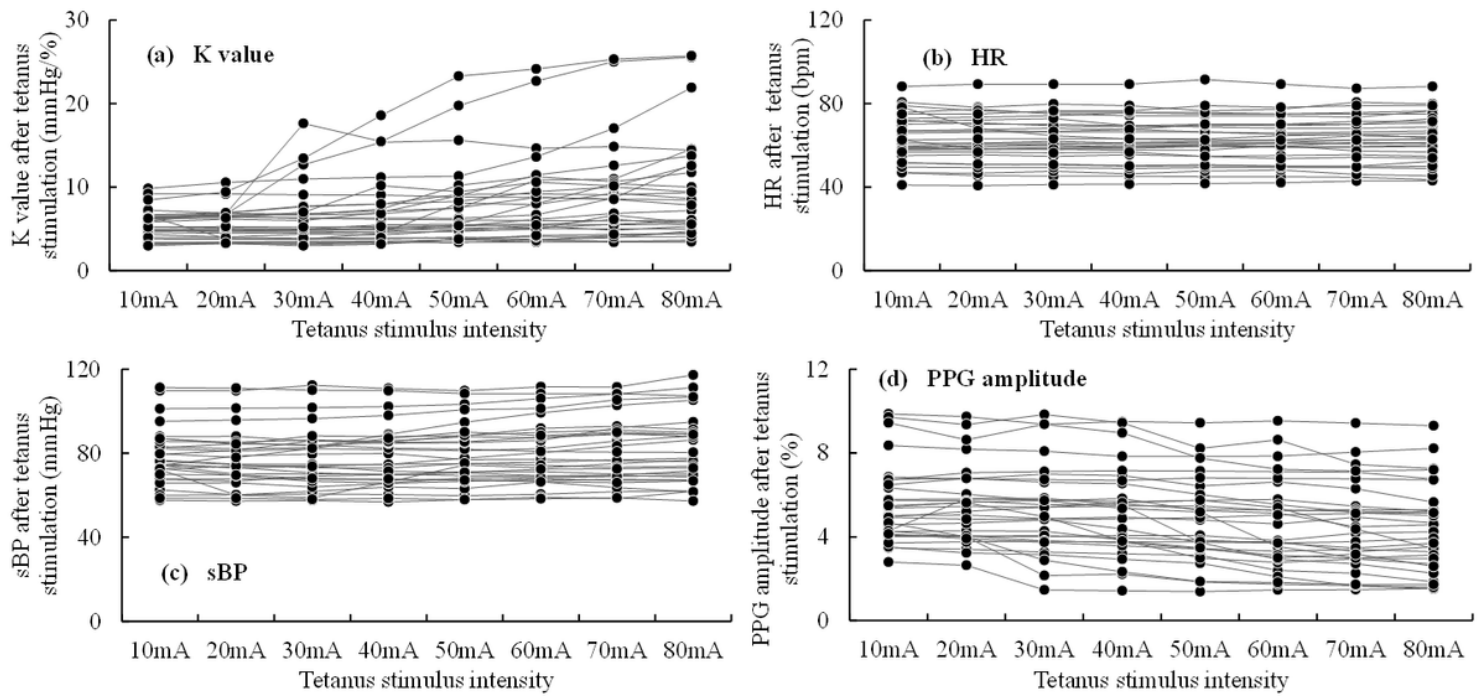 K value after tetanus
stimulation (mmHg/%)
30
20
10
0
(a) K value
10mA 20mA 30mA 40mA 50mA 60mA 70mA 80mA
Tetanus stimulus intensity
HR after tetanus
stimulation (bpm)
120
80
40
0
(b) HR
10mA 20mA 30mA 40mA 50mA 60mA 70mA 80mA
Tetanus stimulus intensity
sBP after tetanus
stimulation (mmHg)
120
80
40
0
(c) sBP
10mA 20mA 30mA 40mA 50mA 60mA 70mA 80mA
Tetanus stimulus intensity
PPG amplitude after tetanus
stimulation (%)
12
8
4
0
(d) PPG amplitude
10mA 20mA 30mA 40mA 50mA 60mA 70mA 80mA
Tetanus stimulus intensity